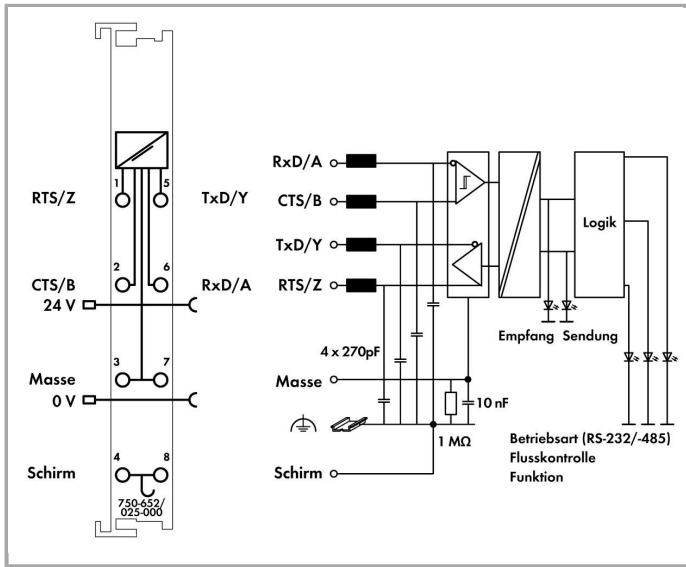 1
5
RTS/Z
TxD/Y
2
6
CTS/B
RxD/A
24 V
3
7
Masse
0 V
4
8
Schirm
750-652/
025-000
RxD/A
CTS/B
TxD/Y
RTS/Z
4 x 270pF
Masse
10 nF
1 MΩ
Schirm
Logik
Empfang
Sendung
Betriebsart (RS-232/-485)
Flusskontrolle
Funktion